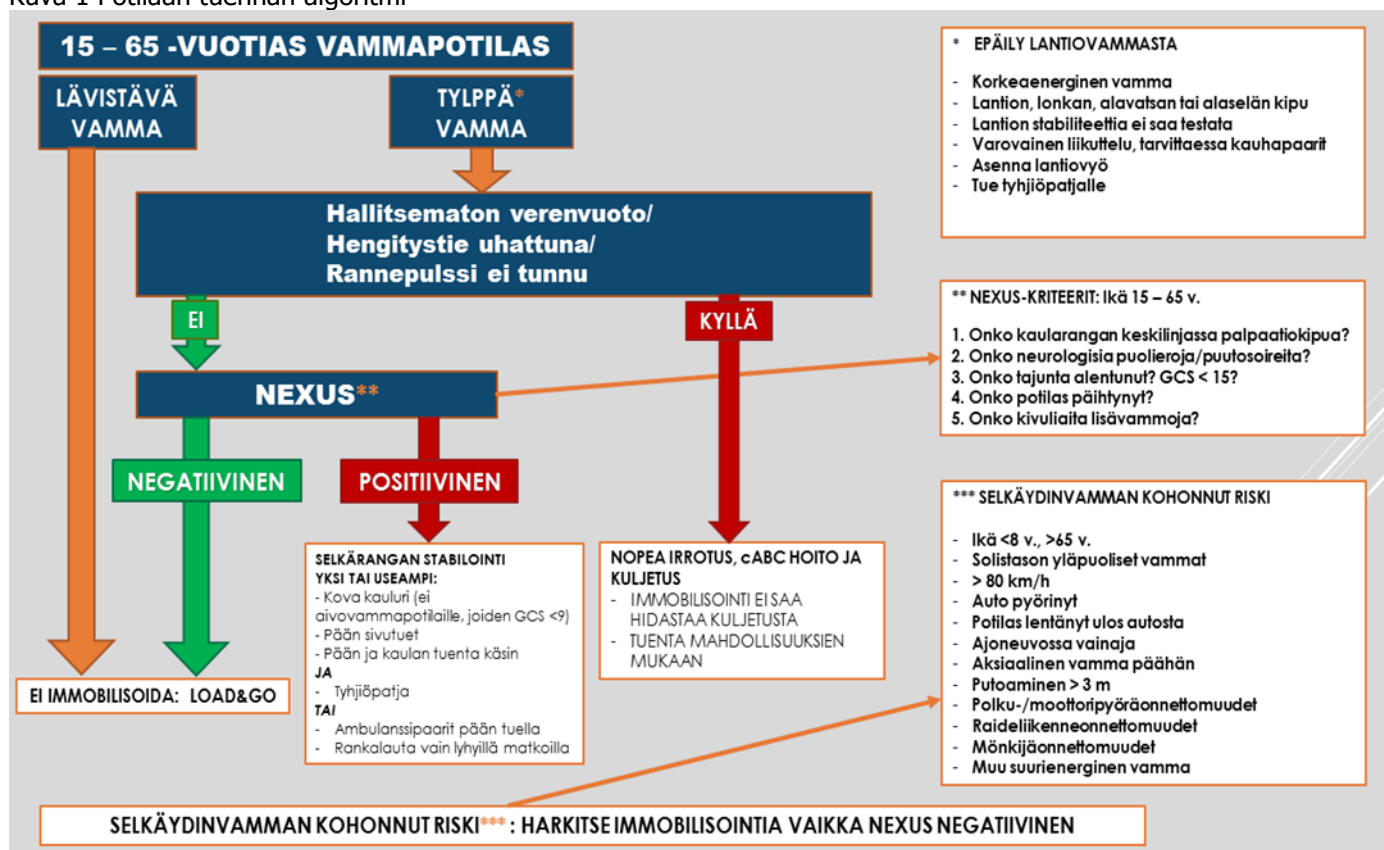 Kuva 1 Potilaan tuennan algoritmi
15 – 65 -VUOTIAS VAMMAPOTILAS
LÄVISTÄVÄ
VAMMA
TYLPPÄ*
VAMMA
Hallitsematon verenvuoto/
Hengitystie uhattuna/
Rannepulssi ei tunnu
EI
KYLLÄ
NEXUS**
NEGATIIVINEN
POSITIIVINEN
EI IMMOBILISOIDA: LOAD&GO
SELKÄRANGAN STABILOINTI
YKSI TAI USEAMPI:
- Kova kauluri (ei
aivovammapotilaille, joiden GCS <9)
- Pään sivutuet
- Pään ja kaulan tuenta käsin
JA
- Tyhjiöpatja
TAI
- Ambulanssipaarit pään tuella
- Rankalauta vain lyhyillä matkoilla
NOPEA IRROTUS, cABC HOITO JA
KULJETUS
- IMMOBILISOINTI EI SAA
HIDASTAA KULJETUSTA
- TUENTA MAHDOLLISUUKSIEN
MUKAAN
* EPÄILY LANTIOVAMMASTA
- Korkeaenerginen vamma
- Lantion, lonkan, alavatsan tai alaselän kipu
- Lantion stabiliteettia ei saa testata
- Varovainen liikuttelu, tarvittaessa kauhapaarit
- Asenna lantiovyö
- Tue tyhjiöpatjalle
** NEXUS-KRITEERIT: Ikä 15 – 65 v.
1. Onko kaularangan keskilinjassa palpaatiokipua?
2. Onko neurologisia puolieroja/puutosoireita?
3. Onko tajunta alentunut? GCS < 15?
4. Onko potilas päihtynyt?
5. Onko kivuliaita lisävammoja?
*** SELKÄYDINVAMMAN KOHONNUT RISKI
- Ikä <8 v., >65 v.
- Solistason yläpuoliset vammat
- > 80 km/h
- Auto pyörinyt
- Potilas lentänyt ulos autosta
- Ajoneuvossa vainaja
- Aksiaalinen vamma päähän
- Putoaminen > 3 m
- Polku-/moottoripyöräonnettomuudet
- Raideliikenneonnettomuudet
- Mönkijäonnettomuudet
- Muu suurienerginen vamma
SELKÄYDINVAMMAN KOHONNUT RISKI*** : HARKITSE IMMOBILISOINTIA VAIKKA NEXUS NEGATIIVINEN